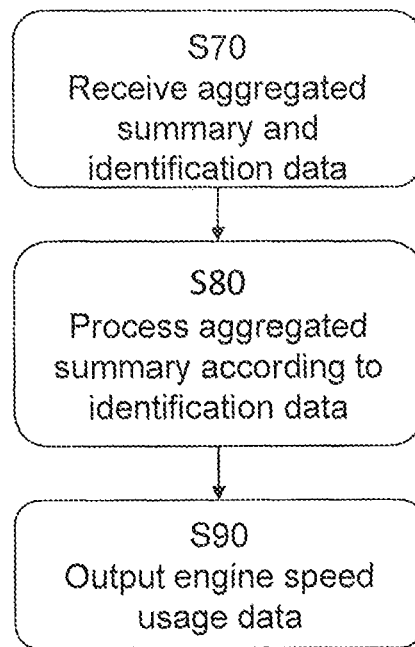 S70
Receive aggregated
summary and
identification data
S80
Process aggregated
summary according to
identification data
S90
Output engine speed
usage data